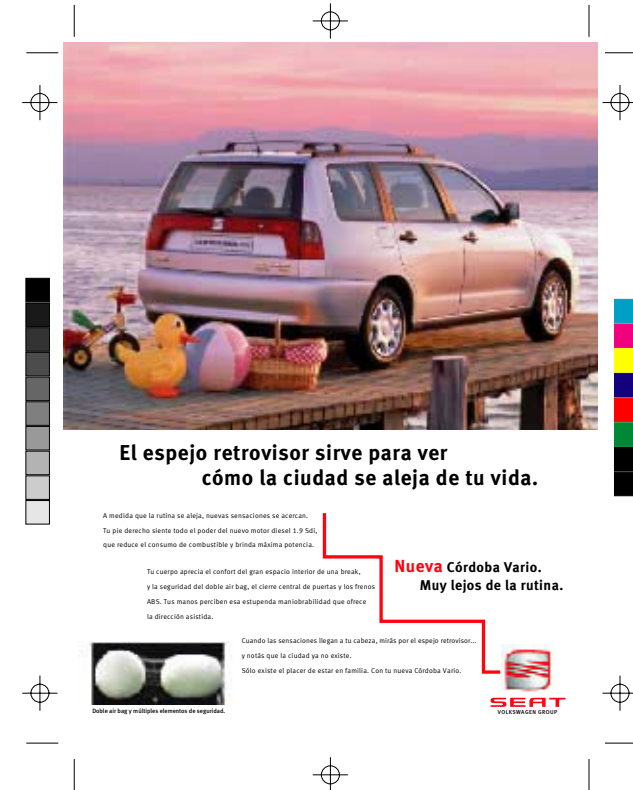 El espejo retrovisor sirve para ver
cómo la ciudad se aleja de tu vida.
A medida que la rutina se aleja, nuevas sensaciones se acercan.
Tu pie derecho siente todo el poder del nuevo motor diesel 1.9 Sdi,
que reduce el consumo de combustible y brinda máxima potencia.
Nueva Córdoba Vario.
Muy lejos de la rutina.
Tu cuerpo aprecia el confort del gran espacio interior de una break,
y la seguridad del doble air bag, el cierre central de puertas y los frenos
ABS. Tus manos perciben esa estupenda maniobrabilidad que ofrece
la dirección asistida.
Cuando las sensaciones llegan a tu cabeza, mirás por el espejo retrovisor...
y notás que la ciudad ya no existe.
Sólo existe el placer de estar en familia. Con tu nueva Córdoba Vario.
Doble air bag y múltiples elementos de seguridad.
SEAT
VOLKSWAGEN GROUP